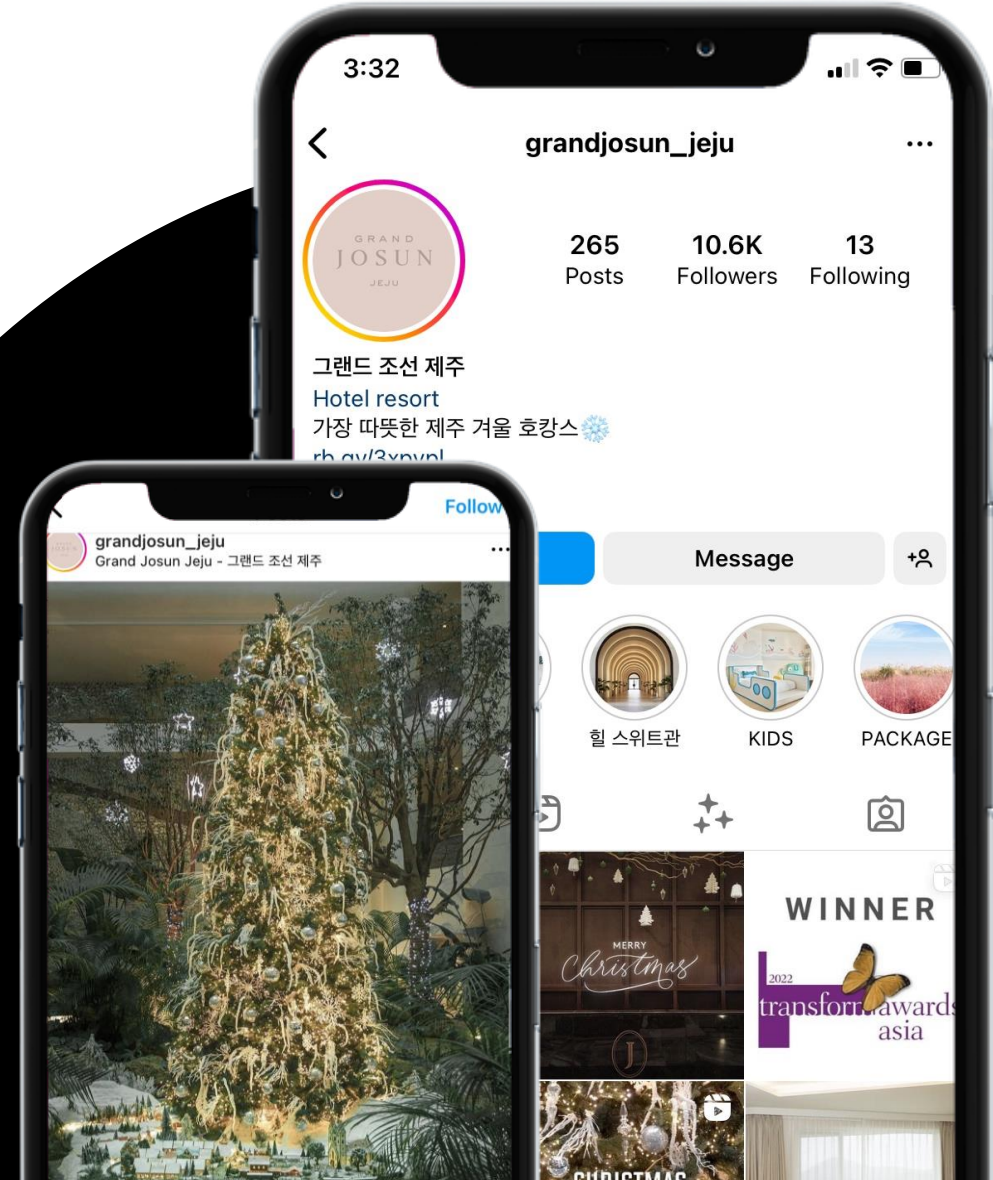 3:32
grandjosun_jeju
GRAND
JOSUN
JEJU
265
Posts
10.6K
Followers
13
Following
그랜드 조선 제주
Hotel resort
가장 따뜻한 제주 겨울 호캉스
Follow
grandjosun_jeju
Grand Josun Jeju - 그랜드 조선 제주
Message
힐 스위트관
KIDS
PACKAGE
MERRY
Christmas
J
WINNER
2022
transform awards
asia
CHRISTMAS